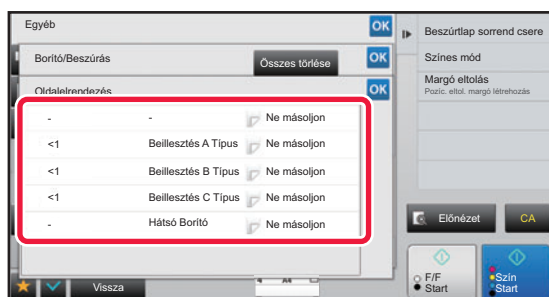 Egyéb
OK
Borító/Beszúrás
Összes törlése
OK
Oldalelrendezés
OK
- - Ne másoljon
<1 Beillesztés A Típus Ne másoljon
<1 Beillesztés B Típus Ne másoljon
<1 Beillesztés C Típus Ne másoljon
- Hátsó Borító Ne másoljon
Vissza
Beszúrtlap sorrend csere
Színes mód
Margó eltolás
Pozíc. eltol. margó létrehozás
Előnézet
CA
F/F
Start
Szín
Start